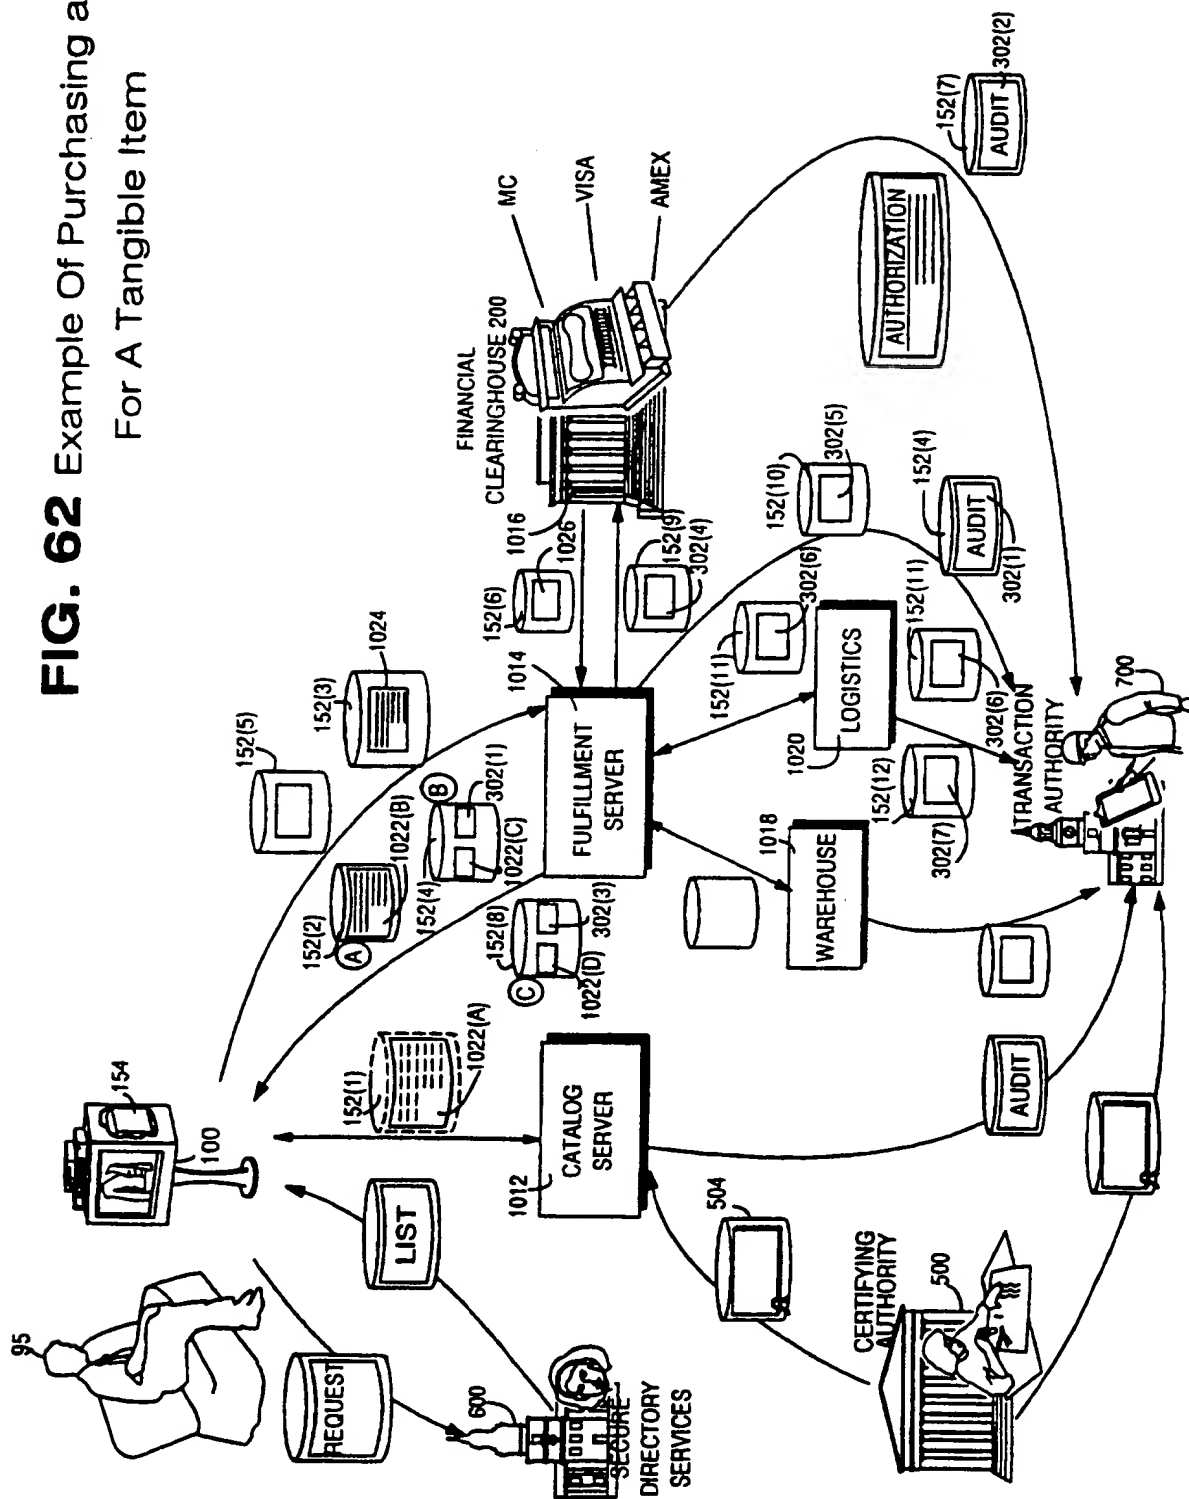 FIG. 62 Example Of Purchasing a
For A Tangible Item
95
154
100
REQUEST
LIST
600
SECURE
DIRECTORY
SERVICES
152(1)
1022(A)
1012
CATALOG
SERVER
504
CERTIFYING
AUTHORITY
500
AUDIT
152(5)
152(3)
1024
152(2)
A
1022(B)
152(4)
B
302(1)
1022(C)
152(8)
C
302(3)
1022(D)
1014
FULFILLMENT
SERVER
152(6)
1026
1016
FINANCIAL
CLEARINGHOUSE 200
MC
VISA
AMEX
152(9)
302(4)
152(10)
302(5)
152(11)
302(6)
1020
LOGISTICS
1018
WAREHOUSE
152(12)
302(7)
152(11)
302(6)
152(4)
AUDIT
302(1)
AUTHORIZATION
152(7)
AUDIT
302(2)
TRANSACTION
AUTHORITY
700